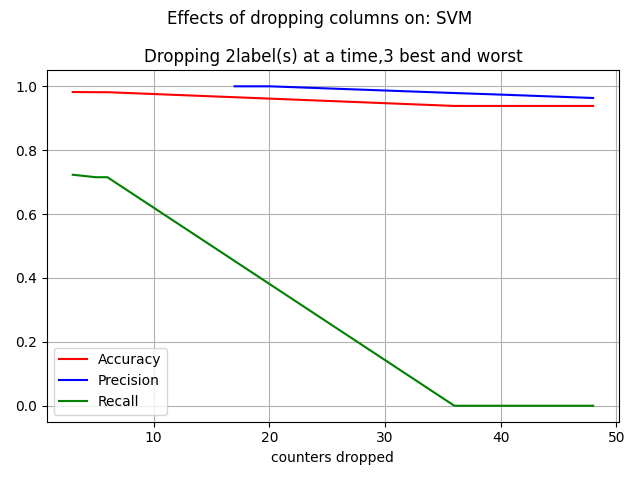 Effects of dropping columns on: SVM
Dropping 2label(s) at a time,3 best and worst
1.0
0.8
0.6
0.4
0.2
0.0
Accuracy
Precision
Recall
10 20 30 40 50
counters dropped